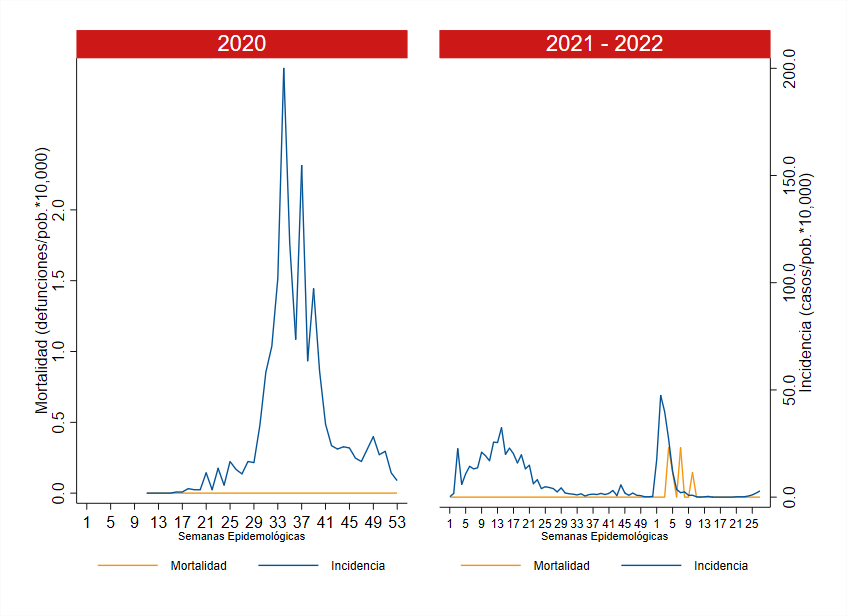 2020
2021 - 2022
Mortalidad (defunciones/pob.*10,000)
0.0 0.5 1.0 1.5 2.0
1 5 9 13 17 21 25 29 33 37 41 45 49 53
Semanas Epidemológicas
Mortalidad Incidencia
1 5 9 13 17 21 25 29 33 37 41 45 49 1 5 9 13 17 21 25
Semanas Epidemológicas
Mortalidad Incidencia
0.0 50.0 100.0 150.0 200.0
Incidencia (casos/pob.*10,000)